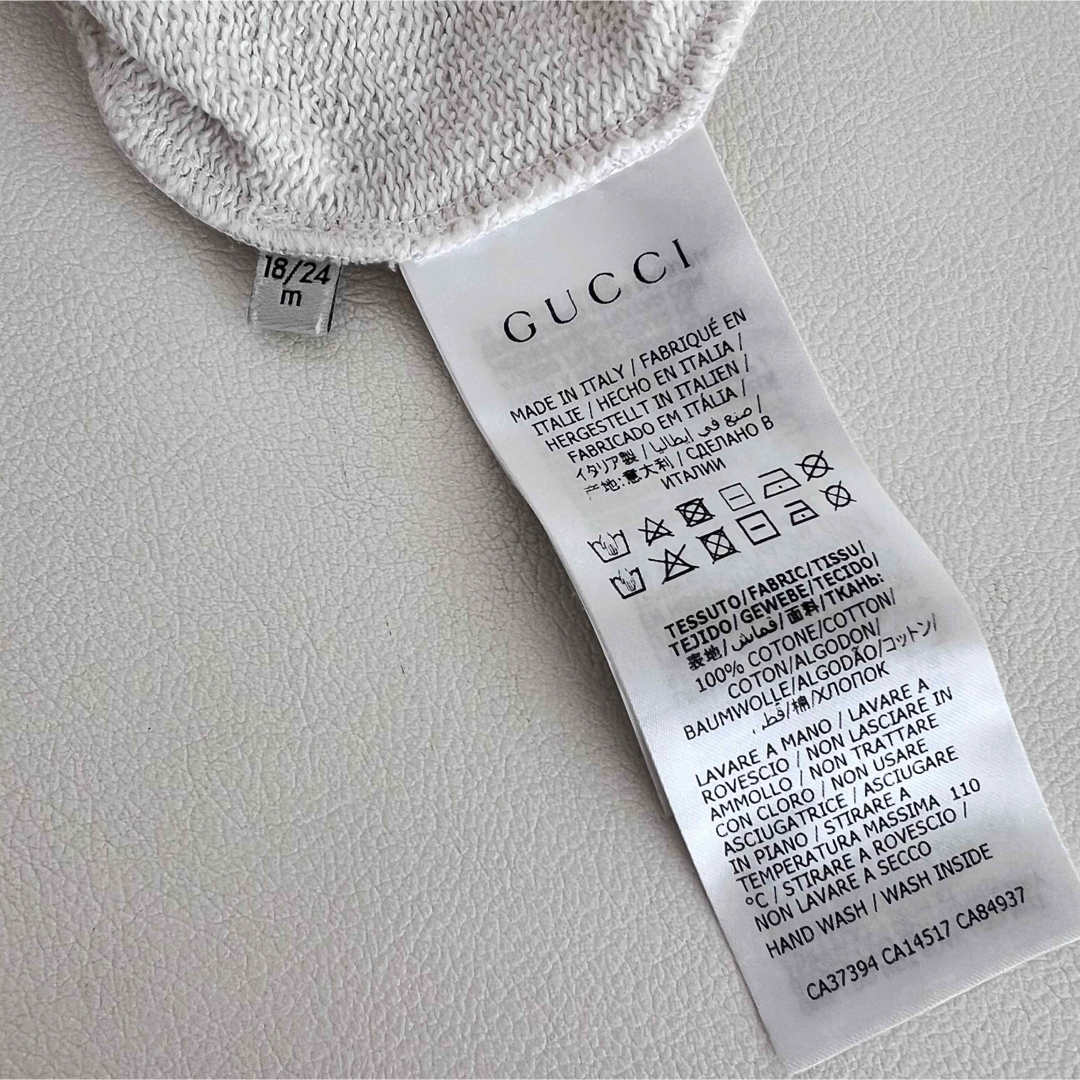 18/24
m
GUCCI
MADE IN ITALY / FABRIQUÉ EN
ITALIE / HECHO EN ITALIA /
HERGESTELLT IN ITALIEN /
FABRICADO EM ITÁLIA /
イタリア製 / صنع في إيطاليا /
产地:意大利 / СДЕЛАНО В
ИТАЛИИ
TESSUTO/FABRIC/TISSU/
TEJIDO/GEWEBE/TECIDO/
表地/قماش/面料/ТКАНЬ:
100% COTONE/COTTON/
COTON/ALGODON/
BAUMWOLLE/ALGODÃO/コットン/
قطن/棉/ХЛОПОК
LAVARE A MANO / LAVARE A
ROVESCIO / NON LASCIARE IN
AMMOLLO / NON TRATTARE
CON CLORO / NON USARE
ASCIUGATRICE / ASCIUGARE
IN PIANO / STIRARE A
TEMPERATURA MASSIMA 110
°C / STIRARE A ROVESCIO /
NON LAVARE A SECCO
HAND WASH / WASH INSIDE
CA37394 CA14517 CA84937